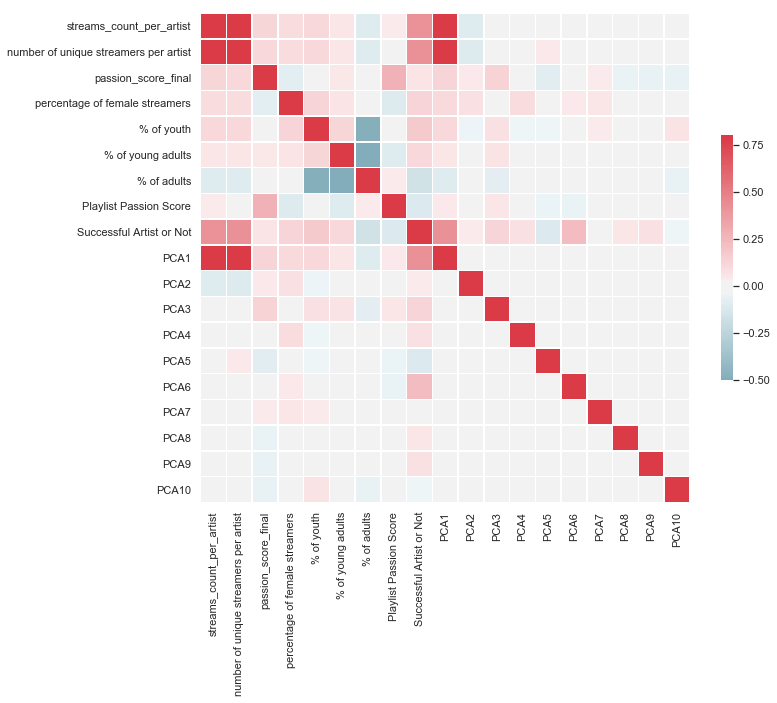 streams_count_per_artist
number of unique streamers per artist
passion_score_final
percentage of female streamers
% of youth
% of young adults
% of adults
Playlist Passion Score
Successful Artist or Not
PCA1
PCA2
PCA3
PCA4
PCA5
PCA6
PCA7
PCA8
PCA9
PCA10
streams_count_per_artist
number of unique streamers per artist
passion_score_final
percentage of female streamers
% of youth
% of young adults
% of adults
Playlist Passion Score
Successful Artist or Not
PCA1
PCA2
PCA3
PCA4
PCA5
PCA6
PCA7
PCA8
PCA9
PCA10
0.75
0.50
0.25
0.00
−0.25
−0.50